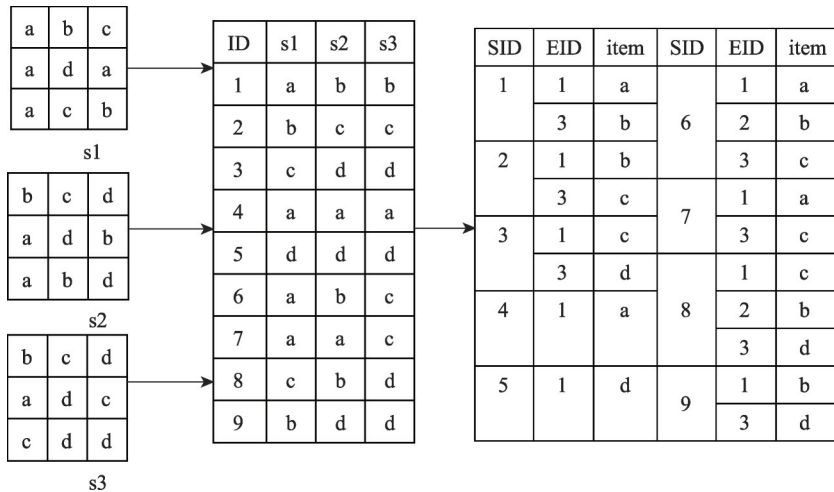 a b c
a d a
a c b
s1
b c d
a d b
a b d
s2
b c d
a d c
c d d
s3
ID s1 s2 s3
1 a b b
2 b c c
3 c d d
4 a a a
5 d d d
6 a b c
7 a a c
8 c b d
9 b d d
SID EID item SID EID item
1 1 a 6 1 a
3 b 2 b
2 1 b 3 c
3 c 7 1 a
3 1 c 3 c
3 d 8 1 c
4 1 a 2 b
3 d
5 1 d 9 1 b
3 d